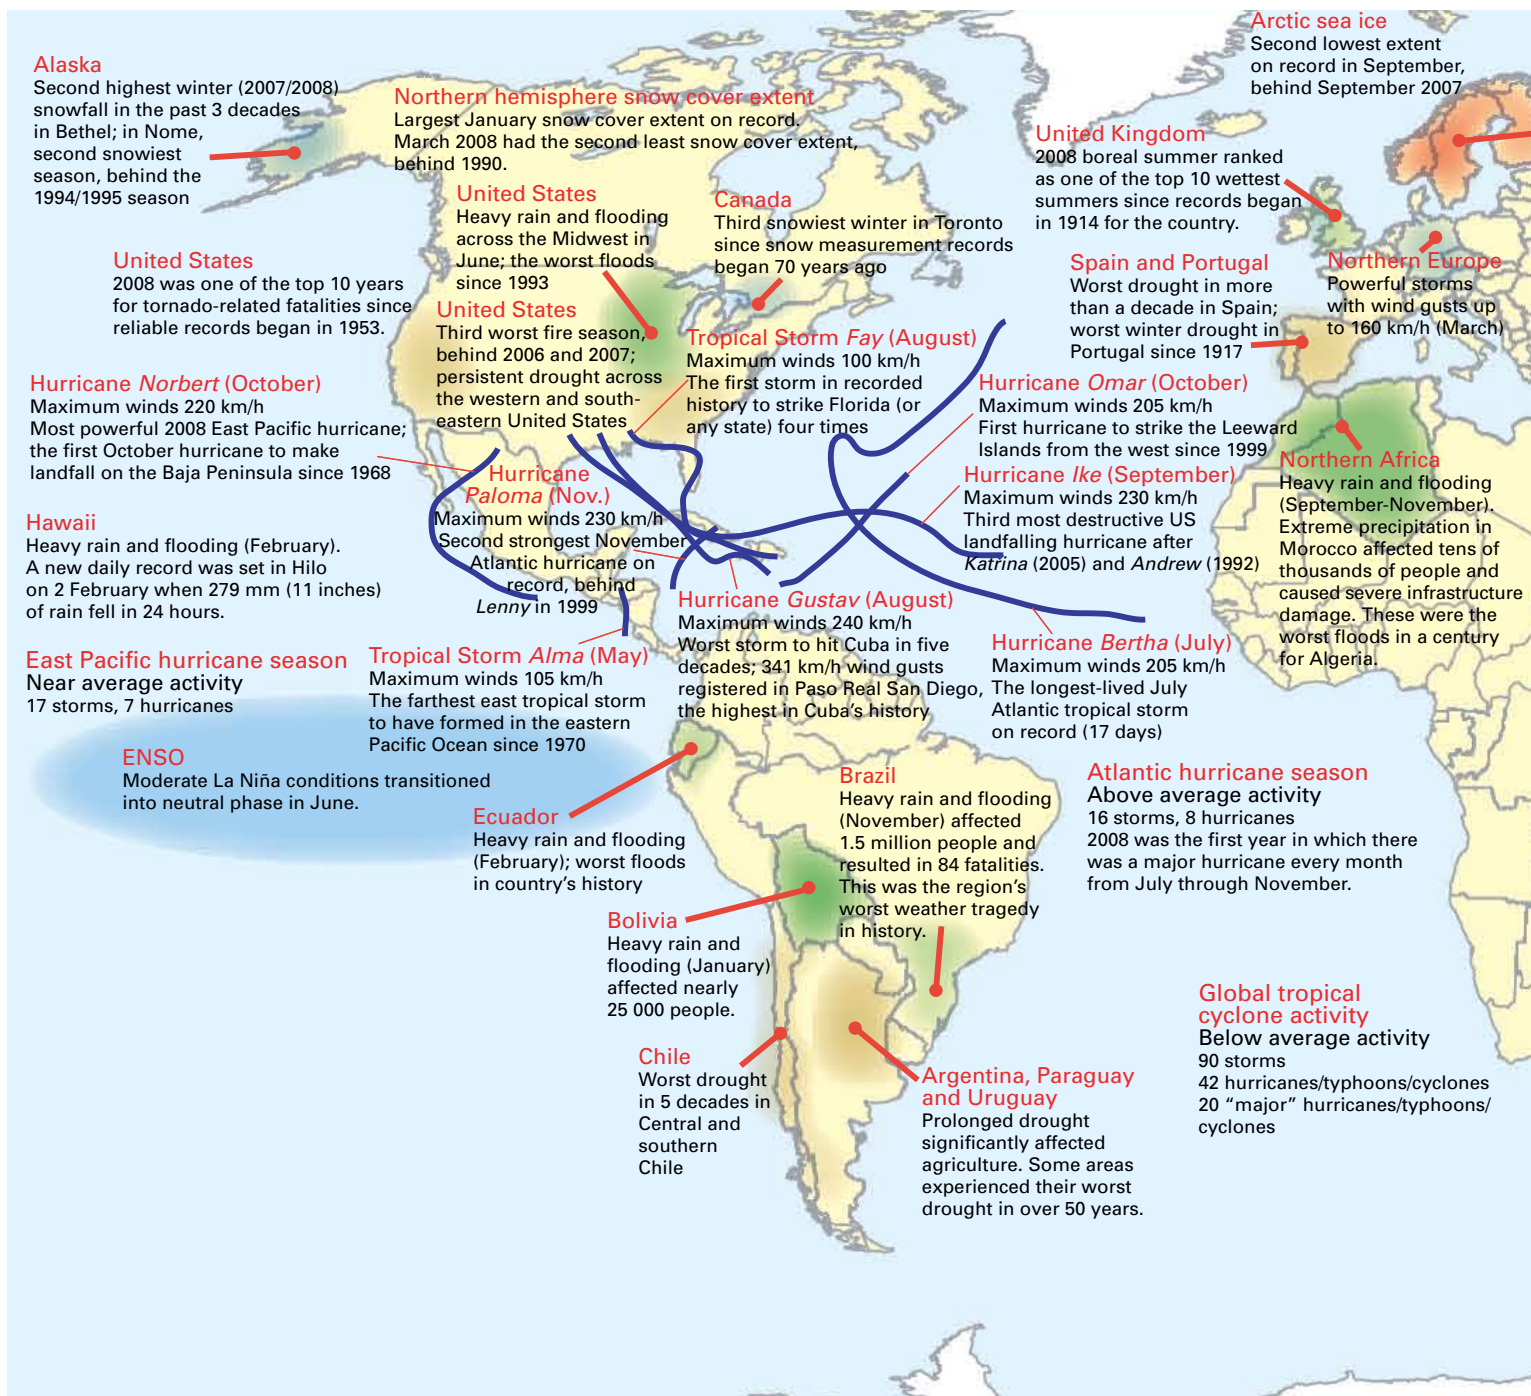 Arctic sea ice
Second lowest extent
on record in September,
behind September 2007
Alaska
Second highest winter (2007/2008)
snowfall in the past 3 decades
in Bethel; in Nome,
second snowiest
season, behind the
1994/1995 season
Northern hemisphere snow cover extent
Largest January snow cover extent on record.
March 2008 had the second least snow cover extent,
behind 1990.
United Kingdom
2008 boreal summer ranked
as one of the top 10 wettest
summers since records began
in 1914 for the country.
United States
Heavy rain and flooding
across the Midwest in
June; the worst floods
since 1993
Canada
Third snowiest winter in Toronto
since snow measurement records
began 70 years ago
United States
2008 was one of the top 10 years
for tornado-related fatalities since
reliable records began in 1953.
Spain and Portugal
Worst drought in more
than a decade in Spain;
worst winter drought in
Portugal since 1917
Northern Europe
Powerful storms
with wind gusts up
to 160 km/h (March)
United States
Third worst fire season,
behind 2006 and 2007;
persistent drought across
the western and south-
eastern United States
Tropical Storm Fay (August)
Maximum winds 100 km/h
The first storm in recorded
history to strike Florida (or
any state) four times
Hurricane Norbert (October)
Maximum winds 220 km/h
Most powerful 2008 East Pacific hurricane;
the first October hurricane to make
landfall on the Baja Peninsula since 1968
Hurricane Omar (October)
Maximum winds 205 km/h
First hurricane to strike the Leeward
Islands from the west since 1999
Northern Africa
Heavy rain and flooding
(September-November).
Extreme precipitation in
Morocco affected tens of
thousands of people and
caused severe infrastructure
damage. These were the
worst floods in a century
for Algeria.
Hurricane
Paloma (Nov.)
Maximum winds 230 km/h
Second strongest November
Atlantic hurricane on
record, behind
Lenny in 1999
Hurricane Ike (September)
Maximum winds 230 km/h
Third most destructive US
landfalling hurricane after
Katrina (2005) and Andrew (1992)
Hawaii
Heavy rain and flooding (February).
A new daily record was set in Hilo
on 2 February when 279 mm (11 inches)
of rain fell in 24 hours.
Hurricane Gustav (August)
Maximum winds 240 km/h
Worst storm to hit Cuba in five
decades; 341 km/h wind gusts
registered in Paso Real San Diego,
the highest in Cuba's history
Hurricane Bertha (July)
Maximum winds 205 km/h
The longest-lived July
Atlantic tropical storm
on record (17 days)
East Pacific hurricane season
Near average activity
17 storms, 7 hurricanes
Tropical Storm Alma (May)
Maximum winds 105 km/h
The farthest east tropical storm
to have formed in the eastern
Pacific Ocean since 1970
ENSO
Moderate La Niña conditions transitioned
into neutral phase in June.
Ecuador
Heavy rain and flooding
(February); worst floods
in country's history
Brazil
Heavy rain and flooding
(November) affected
1.5 million people and
resulted in 84 fatalities.
This was the region's
worst weather tragedy
in history.
Atlantic hurricane season
Above average activity
16 storms, 8 hurricanes
2008 was the first year in which there
was a major hurricane every month
from July through November.
Bolivia
Heavy rain and
flooding (January)
affected nearly
25 000 people.
Global tropical
cyclone activity
Below average activity
90 storms
42 hurricanes/typhoons/cyclones
20 "major" hurricanes/typhoons/
cyclones
Chile
Worst drought
in 5 decades in
Central and
southern
Chile
Argentina, Paraguay
and Uruguay
Prolonged drought
significantly affected
agriculture. Some areas
experienced their worst
drought in over 50 years.